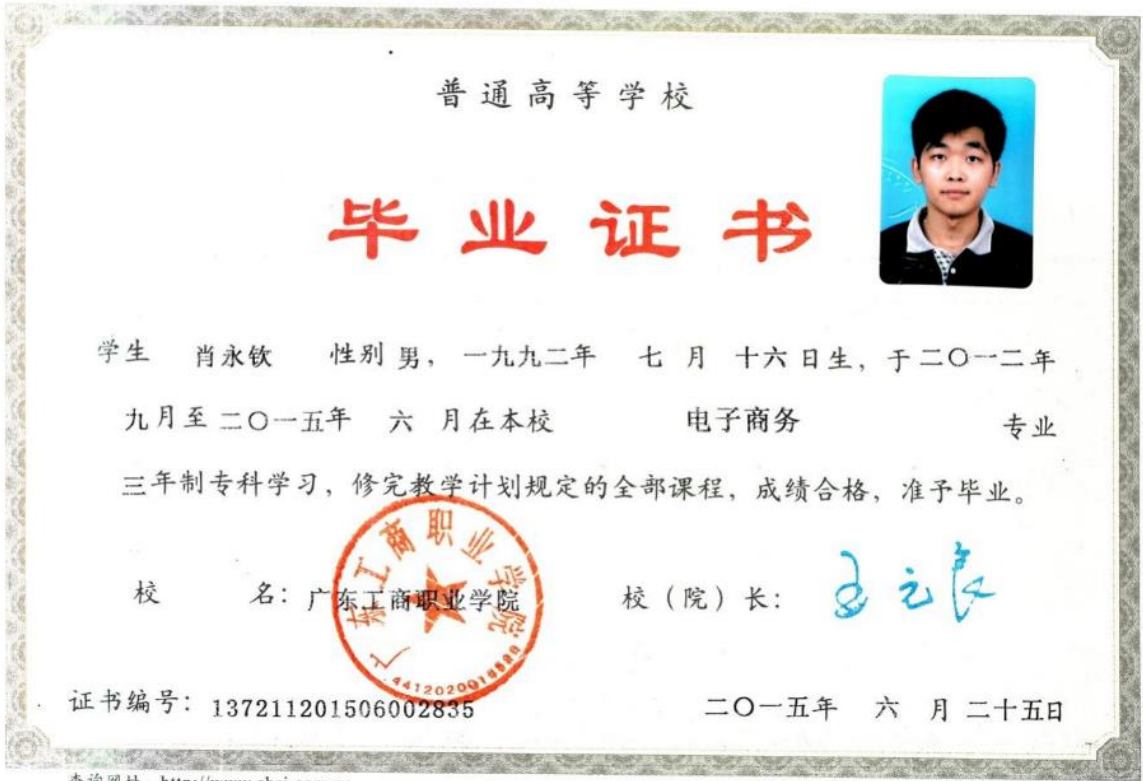 普通高等学校
毕业证书
学生 肖永钦 性别 男，一九九二年 七 月 十六 日生，于二〇一二年
九月至二〇一五年 六 月在本校 电子商务 专业
三年制专科学习，修完教学计划规定的全部课程，成绩合格，准予毕业。
校 名：广东工商职业学院 校（院）长：
广东工商职业学院
证书编号：137211201506002835 二〇一五年 六 月 二十五日